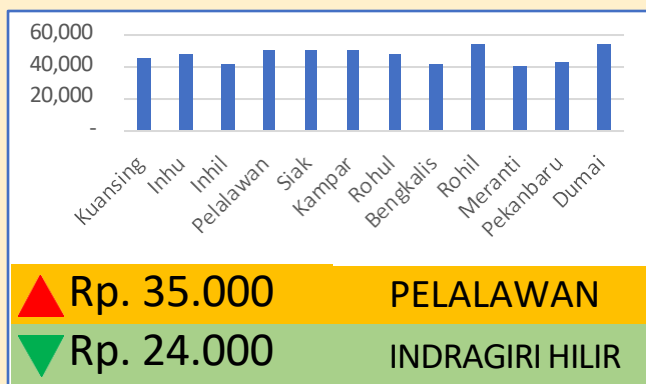 60,000
40,000
20,000
-
Kuansing
Inhu
Inhil
Pelalawan
Siak
Kampar
Rohul
Bengkalis
Rohil
Meranti
Pekanbaru
Dumai
Rp. 35.000 PELALAWAN
Rp. 24.000 INDRAGIRI HILIR